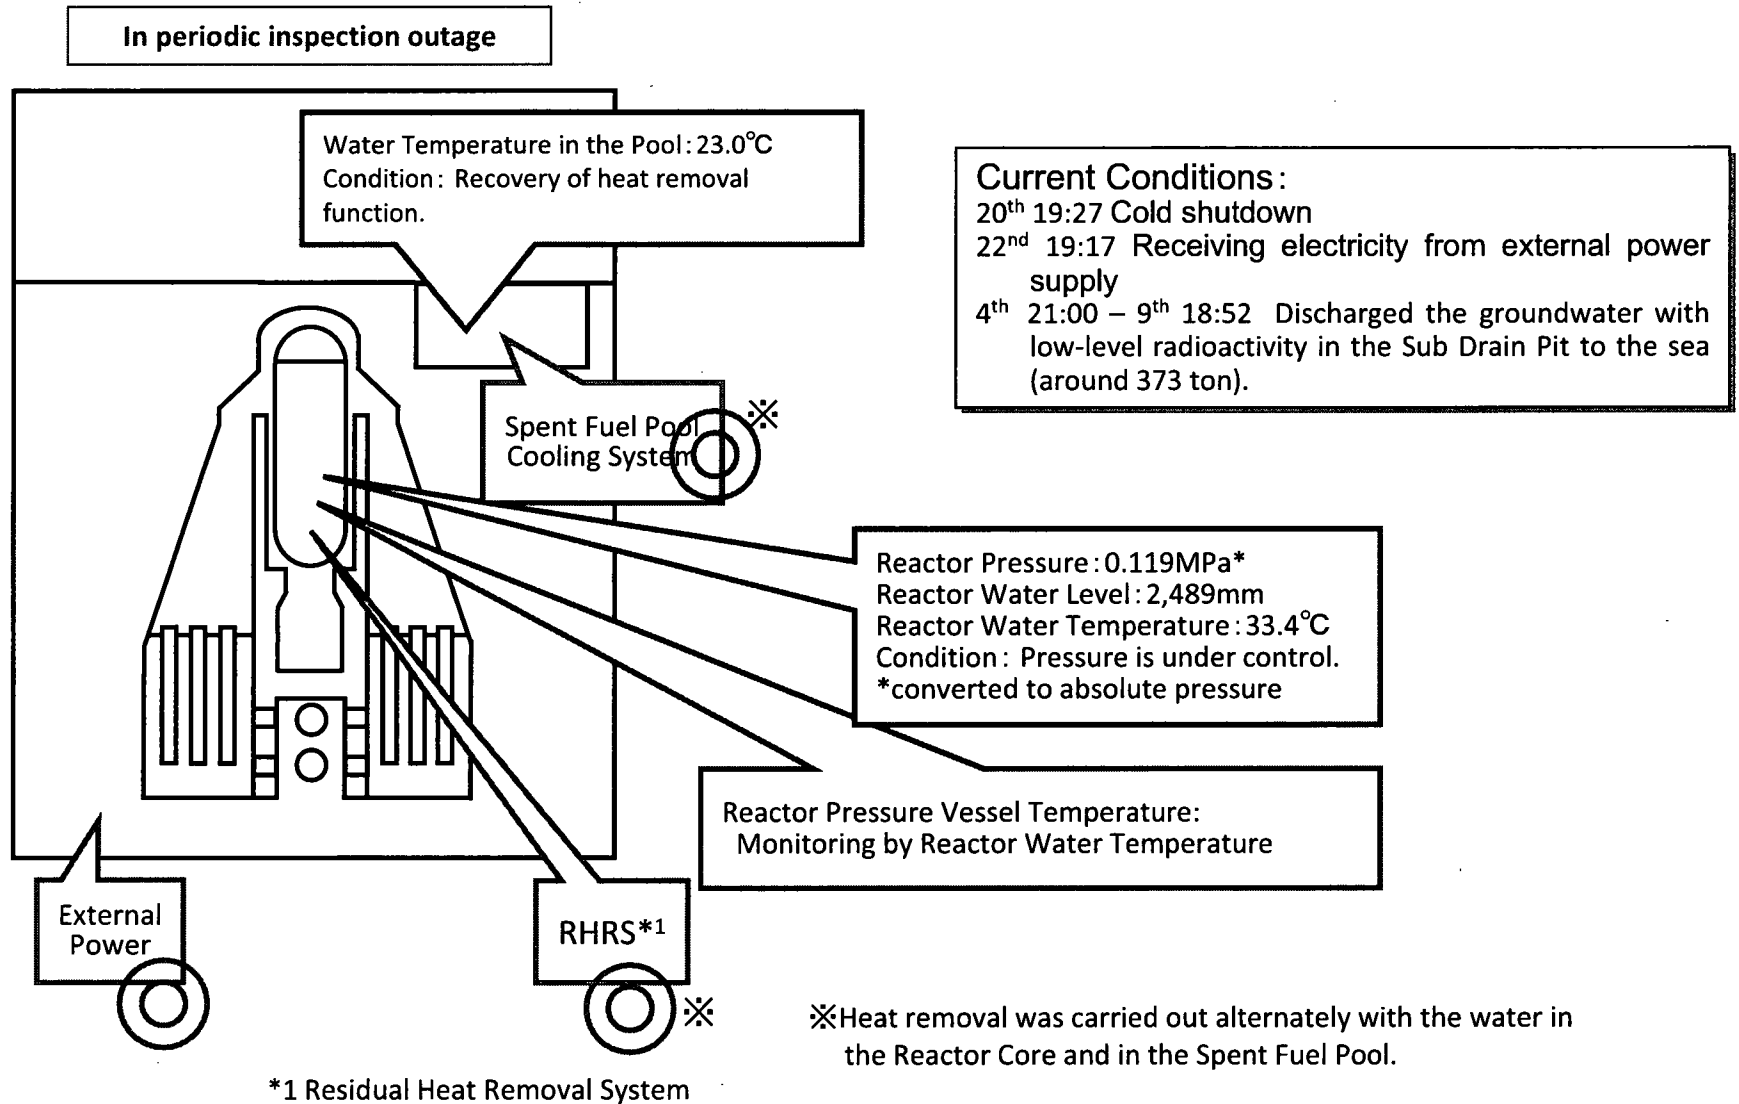 In periodic inspection outage
Water Temperature in the Pool : 23.0℃
Condition : Recovery of heat removal
function.
Current Conditions :
20th 19:27 Cold shutdown
22nd 19:17 Receiving electricity from external power
supply
4th 21:00 – 9th 18:52 Discharged the groundwater with
low-level radioactivity in the Sub Drain Pit to the sea
(around 373 ton).
Spent Fuel Pool
Cooling System
※
Reactor Pressure : 0.119MPa*
Reactor Water Level : 2,489mm
Reactor Water Temperature : 33.4℃
Condition : Pressure is under control.
*converted to absolute pressure
Reactor Pressure Vessel Temperature:
Monitoring by Reactor Water Temperature
External
Power
RHRS*1
※
※Heat removal was carried out alternately with the water in
the Reactor Core and in the Spent Fuel Pool.
*1 Residual Heat Removal System